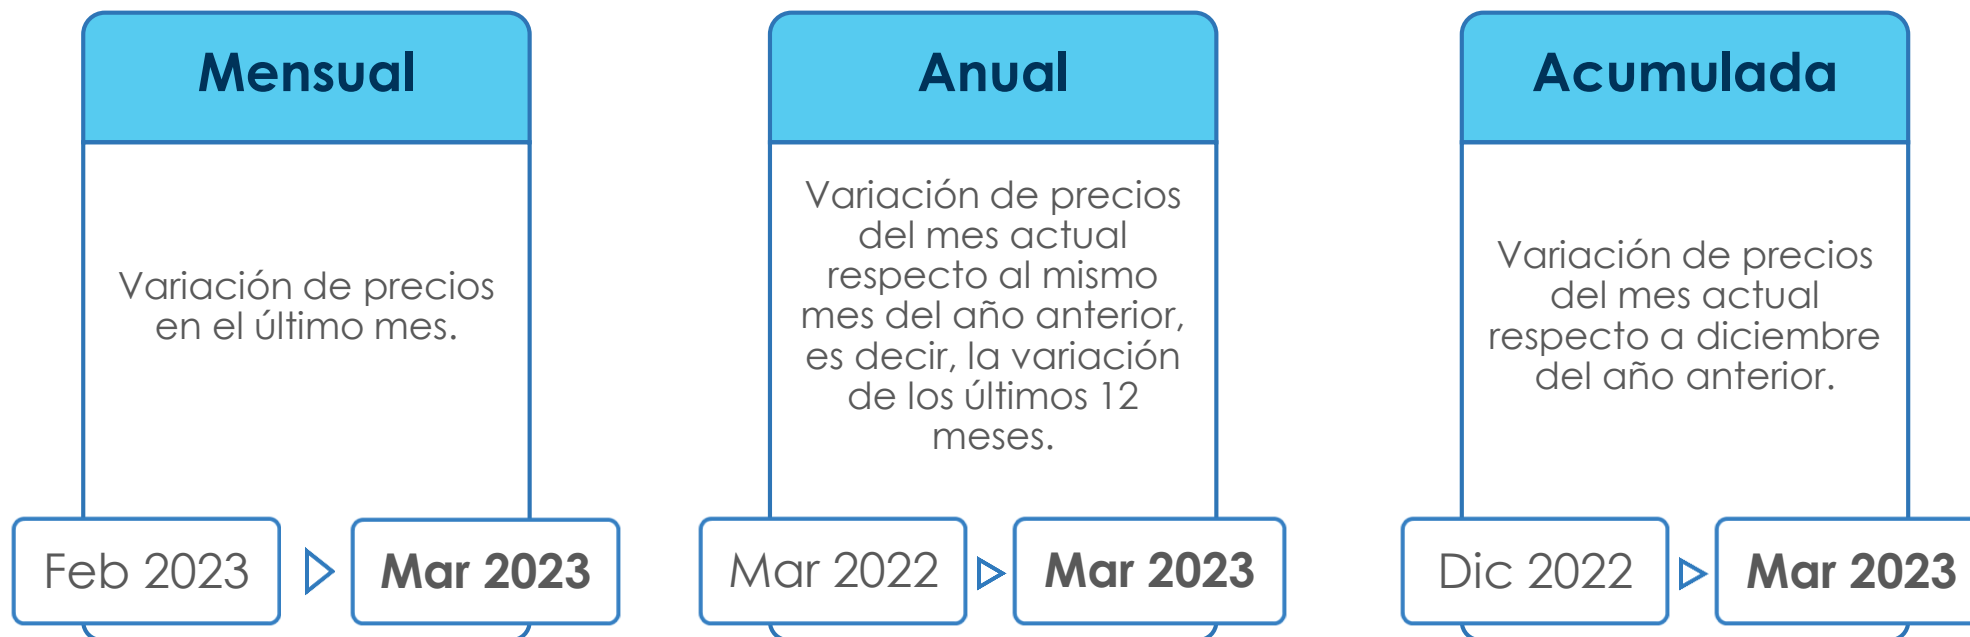 Mensual
Variación de precios
en el último mes.
Feb 2023
Mar 2023
Anual
Variación de precios
del mes actual
respecto al mismo
mes del año anterior,
es decir, la variación
de los últimos 12
meses.
Mar 2022
Mar 2023
Acumulada
Variación de precios
del mes actual
respecto a diciembre
del año anterior.
Dic 2022
Mar 2023